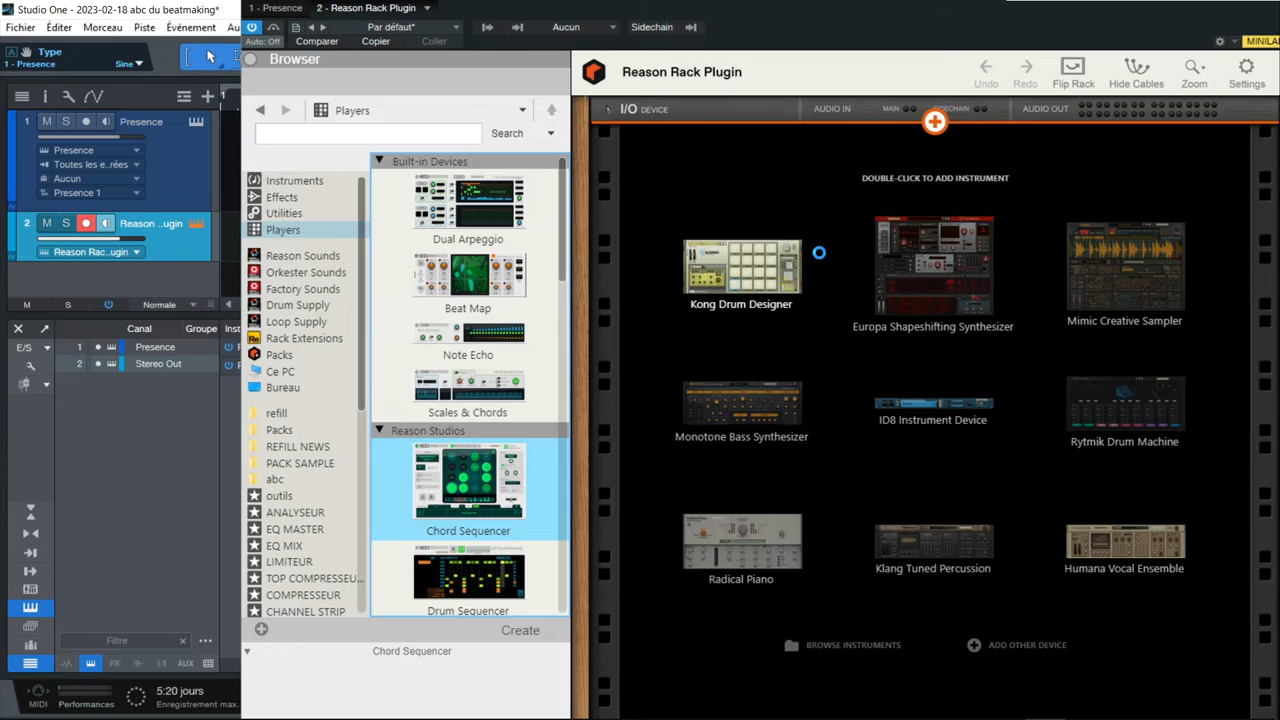 Studio One - 2023-02-18 abc du beatmaking*
Fichier Éditer Morceau Piste Événement Au
1 - Presence 2 - Reason Rack Plugin
Par défaut* Aucun Sidechain
Auto: Off Comparer Copier Coller
MINILA
Type
1 - Presence Sine
Browser
Reason Rack Plugin
Undo Redo Flip Rack Hide Cables Zoom Settings
I/O DEVICE AUDIO IN MAIN SIDECHAIN AUDIO OUT
Players
Search
1
1 M S Presence
Presence
Toutes les e..rées
Aucun
Presence 1
2 M S Reason ..ugin
Reason Rac..ugin
M S Normale
Canal Groupe Inst
E/S 1 Presence
2 Stereo Out
Filtre
FX AUX
MIDI Performances
5:20 jours
Enregistrement max.
Instruments
Effects
Utilities
Players
Reason Sounds
Orkester Sounds
Factory Sounds
Drum Supply
Loop Supply
Rack Extensions
Packs
Ce PC
Bureau
refill
Packs
REFILL NEWS
PACK SAMPLE
abc
outils
ANALYSEUR
EQ MASTER
EQ MIX
LIMITEUR
TOP COMPRESSEU...
COMPRESSEUR
CHANNEL STRIP
Built-in Devices
Dual Arpeggio
Beat Map
Note Echo
Scales & Chords
Reason Studios
Chord Sequencer
Drum Sequencer
Create
Chord Sequencer
DOUBLE-CLICK TO ADD INSTRUMENT
Kong Drum Designer
Europa Shapeshifting Synthesizer
Mimic Creative Sampler
Monotone Bass Synthesizer
ID8 Instrument Device
Rytmik Drum Machine
Radical Piano
Klang Tuned Percussion
Humana Vocal Ensemble
BROWSE INSTRUMENTS ADD OTHER DEVICE